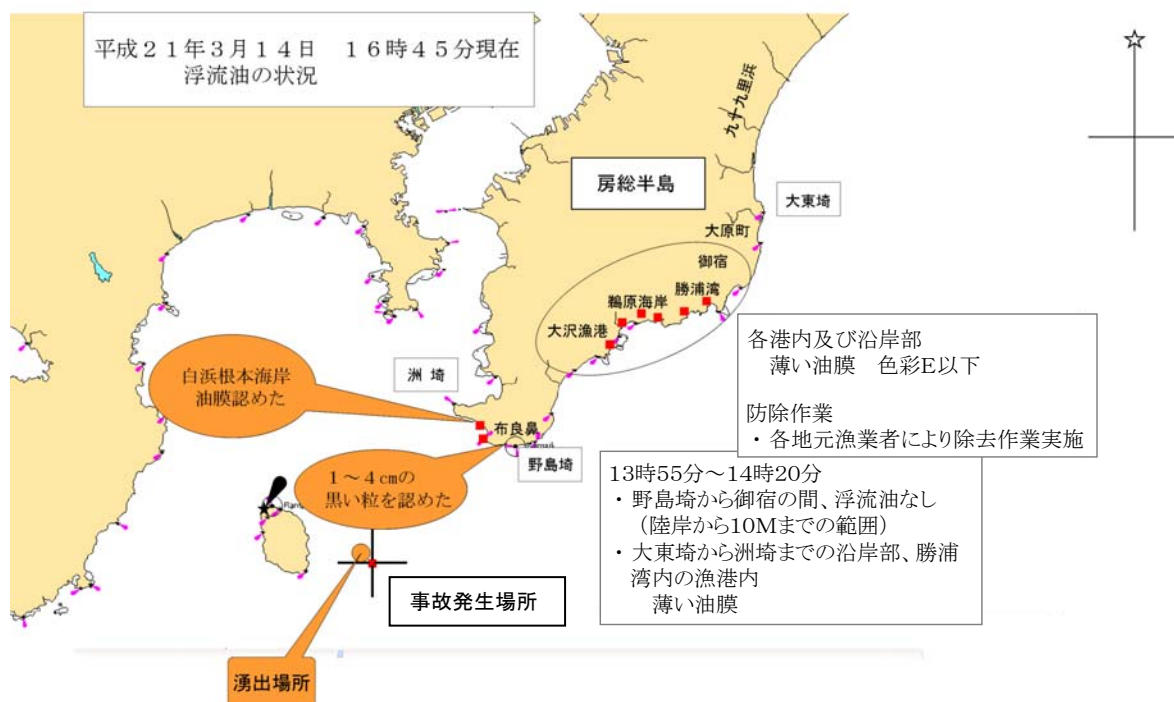 平成21年3月14日　16時45分現在
浮流油の状況
九十九里浜
房総半島
大東埼
大原町
御宿
勝浦湾
鵜原海岸
大沢漁港
各港内及び沿岸部
薄い油膜　色彩E以下
防除作業
・各地元漁業者により除去作業実施
白浜根本海岸
油膜認めた
洲 埼
布良鼻
野島埼
1～4㎝の
黒い粒を認めた
13時55分～14時20分
・野島埼から御宿の間、浮流油なし
（陸岸から10Mまでの範囲）
・大東埼から洲埼までの沿岸部、勝浦
湾内の漁港内
薄い油膜
事故発生場所
湧出場所